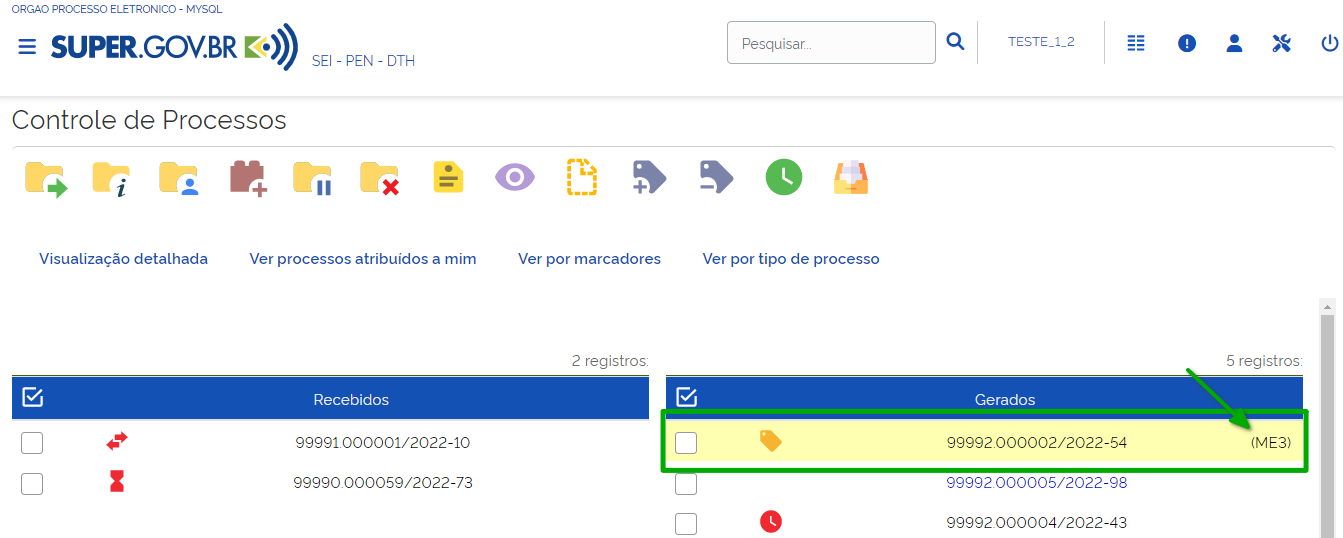 ORGAO PROCESSO ELETRONICO - MYSQL
SUPER.GOV.BR
SEI - PEN - DTH
Pesquisar...
TESTE_1_2
Controle de Processos
Visualização detalhada
Ver processos atribuídos a mim
Ver por marcadores
Ver por tipo de processo
2 registros:
5 registros:
Recebidos
Gerados
99991.000001/2022-10
99992.000002/2022-54 (ME3)
99990.000059/2022-73
99992.000005/2022-98
99992.000004/2022-43